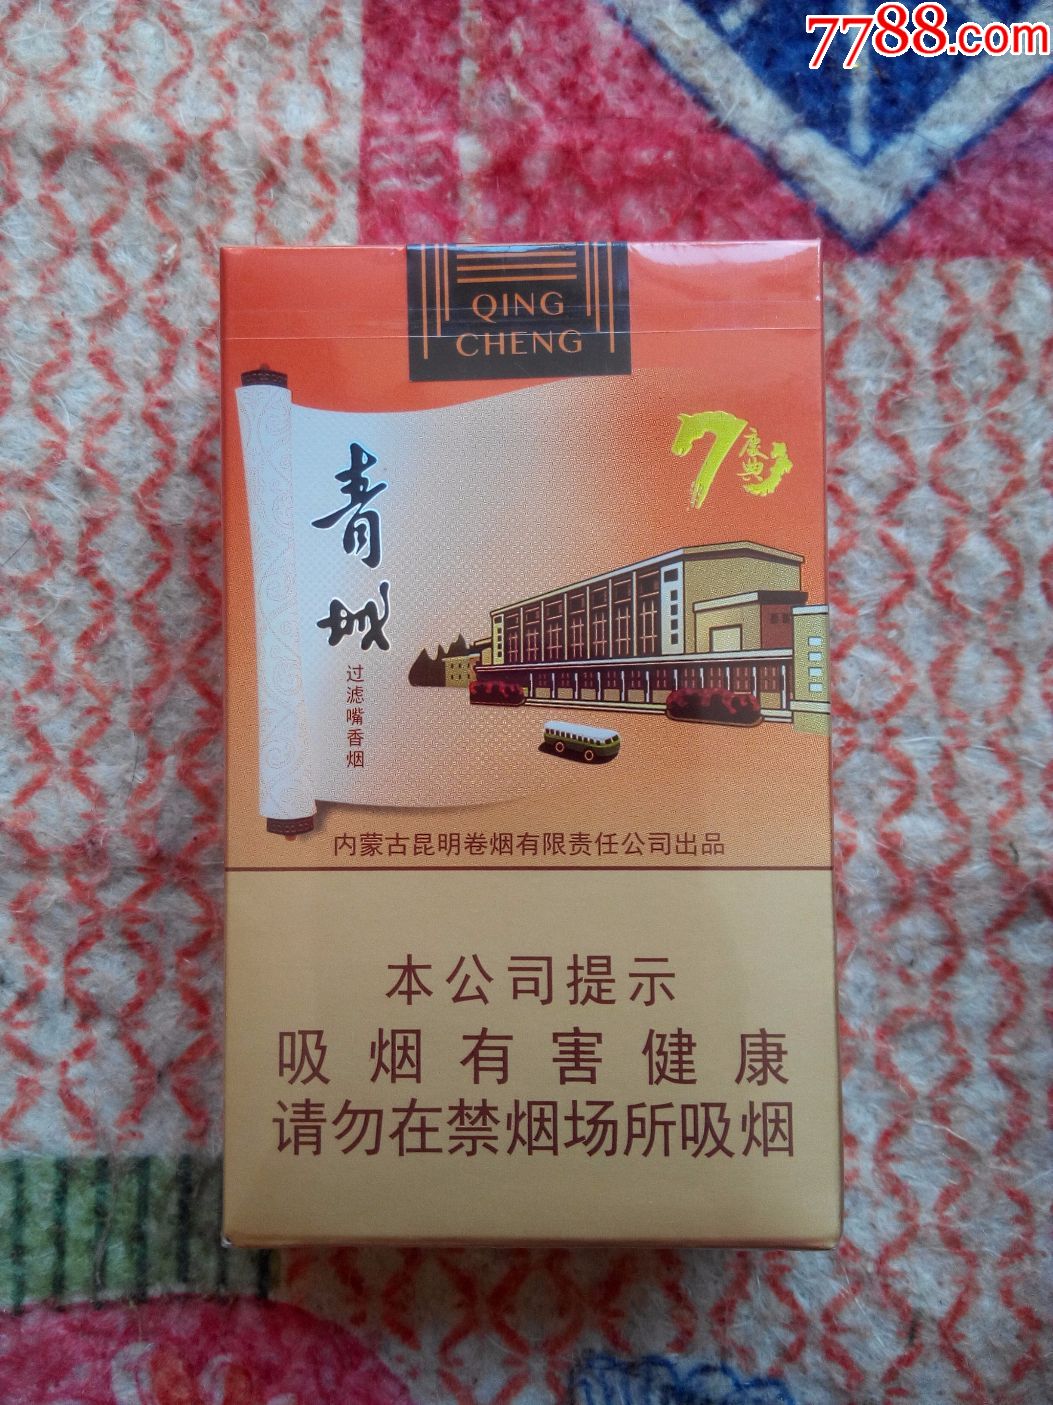 7788.com
QING
CHENG
青城
7庆典
过滤嘴香烟
内蒙古昆明卷烟有限责任公司出品
本公司提示
吸烟有害健康
请勿在禁烟场所吸烟